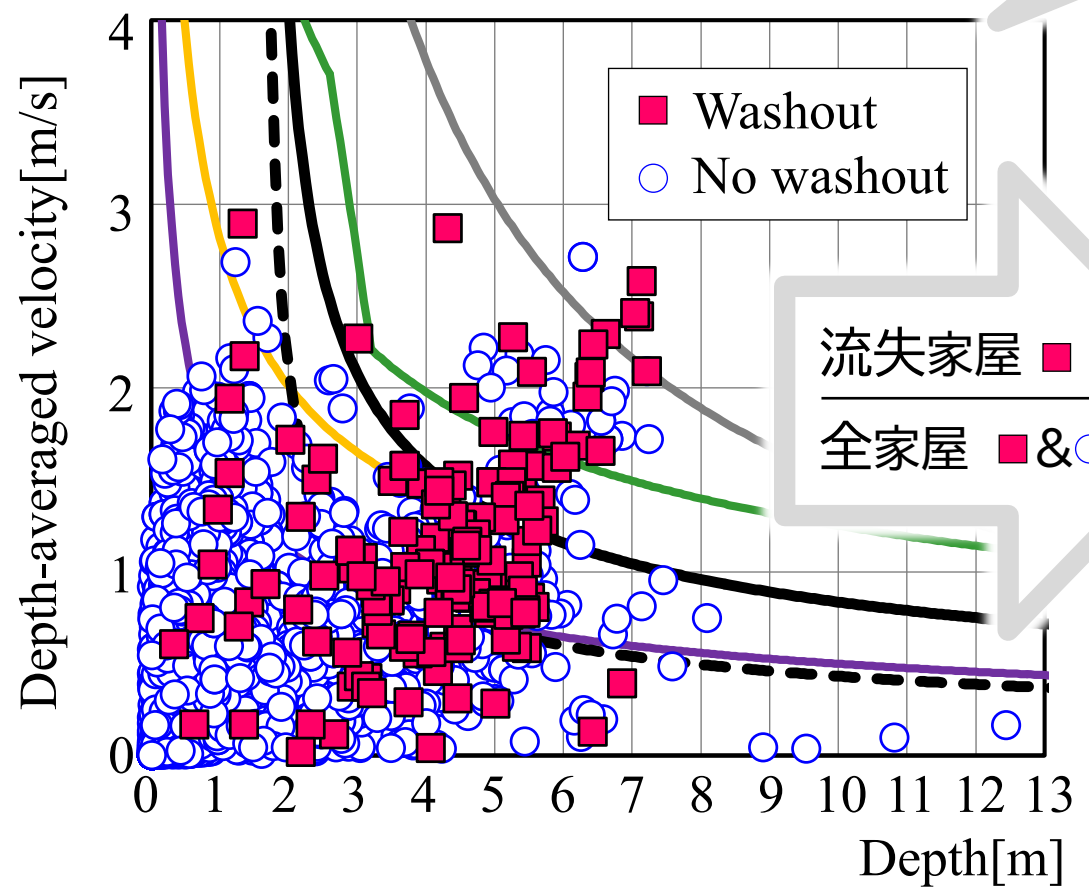 Depth-averaged velocity[m/s]
4
3
2
1
0
Washout
No washout
流失家屋
全家屋 &
0 1 2 3 4 5 6 7 8 9 10 11 12 13
Depth[m]